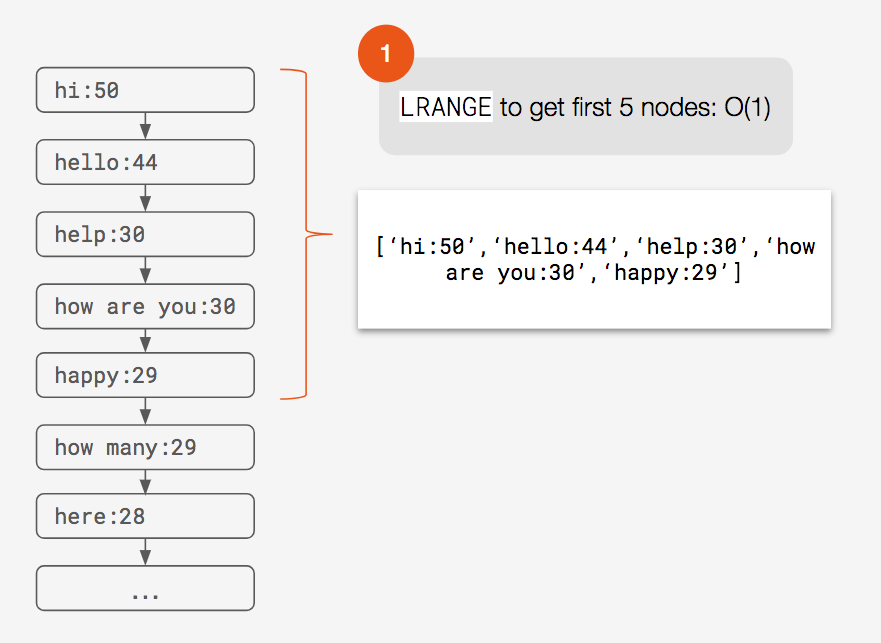 hi:50
hello:44
help:30
how are you:30
happy:29
how many:29
here:28
...
1
LRANGE to get first 5 nodes: O(1)
[‘hi:50’,‘hello:44’,‘help:30’,‘how
are you:30’,‘happy:29’]